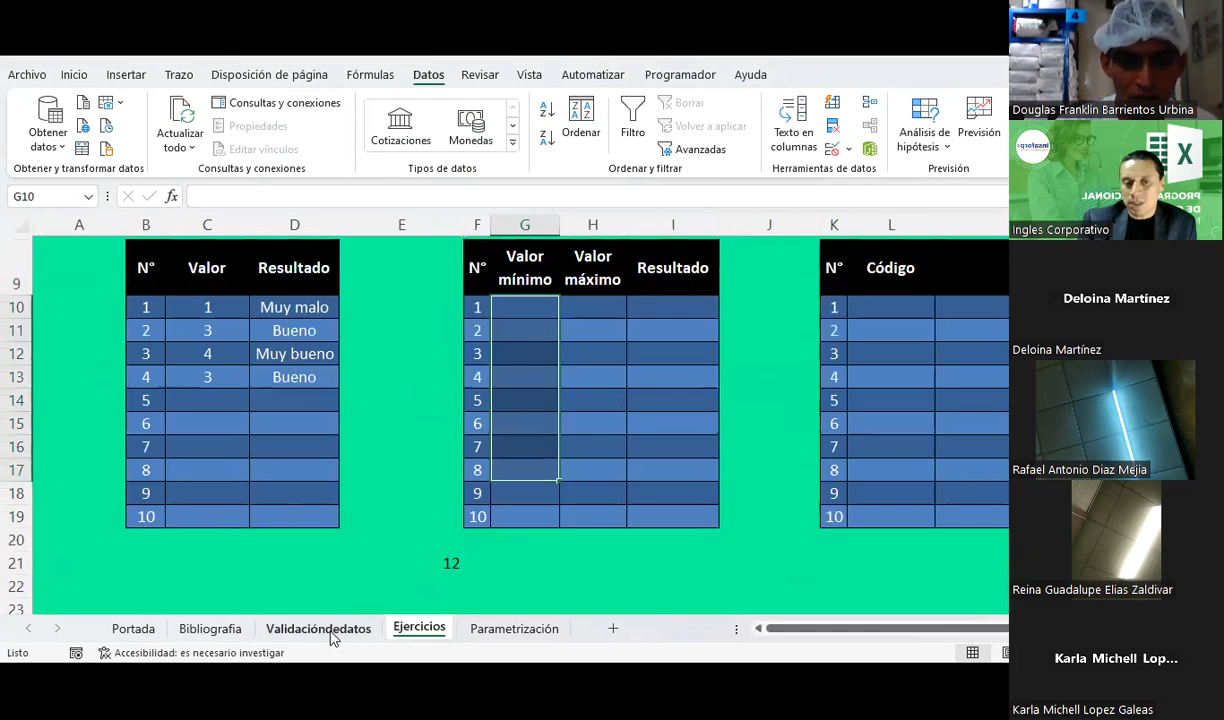 Archivo Inicio Insertar Trazo Disposición de página Fórmulas Datos Revisar Vista Automatizar Programador Ayuda
Obtener datos
Obtener y transformar datos
Actualizar todo
Consultas y conexiones
Propiedades
Editar vínculos
Consultas y conexiones
Cotizaciones Monedas
Tipos de datos
Ordenar
Filtro
Borrar
Volver a aplicar
Avanzadas
Ordenar y filtrar
Texto en columnas
Herramientas de datos
Análisis de hipótesis
Previsión
Previsión
G10 fx
A B C D E F G H I J K L
9 N° Valor Resultado N° Valor mínimo Valor máximo Resultado N° Código
10 1 1 Muy malo 1 1
11 2 3 Bueno 2 2
12 3 4 Muy bueno 3 3
13 4 3 Bueno 4 4
14 5 5 5
15 6 6 6
16 7 7 7
17 8 8 8
18 9 9 9
19 10 10 10
20
21 12
22
23
Portada Bibliografia Validacióndedatos Ejercicios Parametrización +
Listo Accesibilidad: es necesario investigar
4
Douglas Franklin Barrientos Urbina
insaforp
X
Ingles Corporativo
Deloina Martínez
Deloina Martínez
Rafael Antonio Diaz Mejia
Reina Guadalupe Elias Zaldivar
Karla Michell Lop...
Karla Michell Lopez Galeas